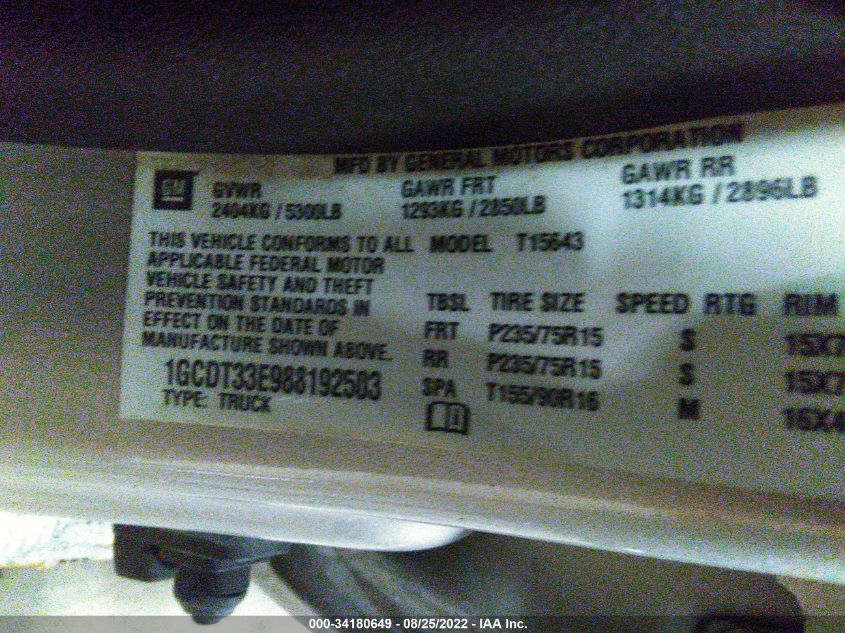 MFD BY GENERAL MOTORS CORPORATION
GM
GVWR GAWR FRT GAWR RR
2404KG / 5300LB 1293KG / 2850LB 1314KG / 2896LB
THIS VEHICLE CONFORMS TO ALL MODEL T15643
APPLICABLE FEDERAL MOTOR
VEHICLE SAFETY AND THEFT
PREVENTION STANDARDS IN
EFFECT ON THE DATE OF
MANUFACTURE SHOWN ABOVE.
1GCDT33E988192503
TYPE: TRUCK
TBSL TIRE SIZE SPEED RTG RIM
FRT P235/75R15 S 15X7
RR P235/75R15 S 15X7
SPA T155/90R16 M 16X4
000-34180649 - 08/25/2022 - IAA Inc.